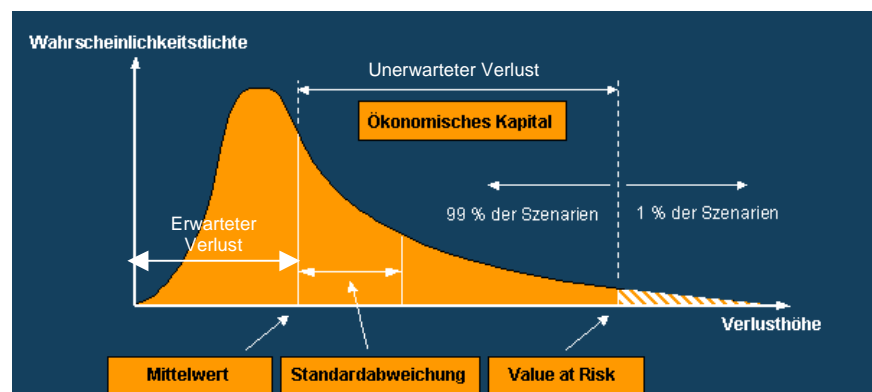 Wahrscheinlichkeitsdichte
Unerwarteter Verlust
Ökonomisches Kapital
99 % der Szenarien
1 % der Szenarien
Erwarteter
Verlust
Verlusthöhe
Mittelwert
Standardabweichung
Value at Risk